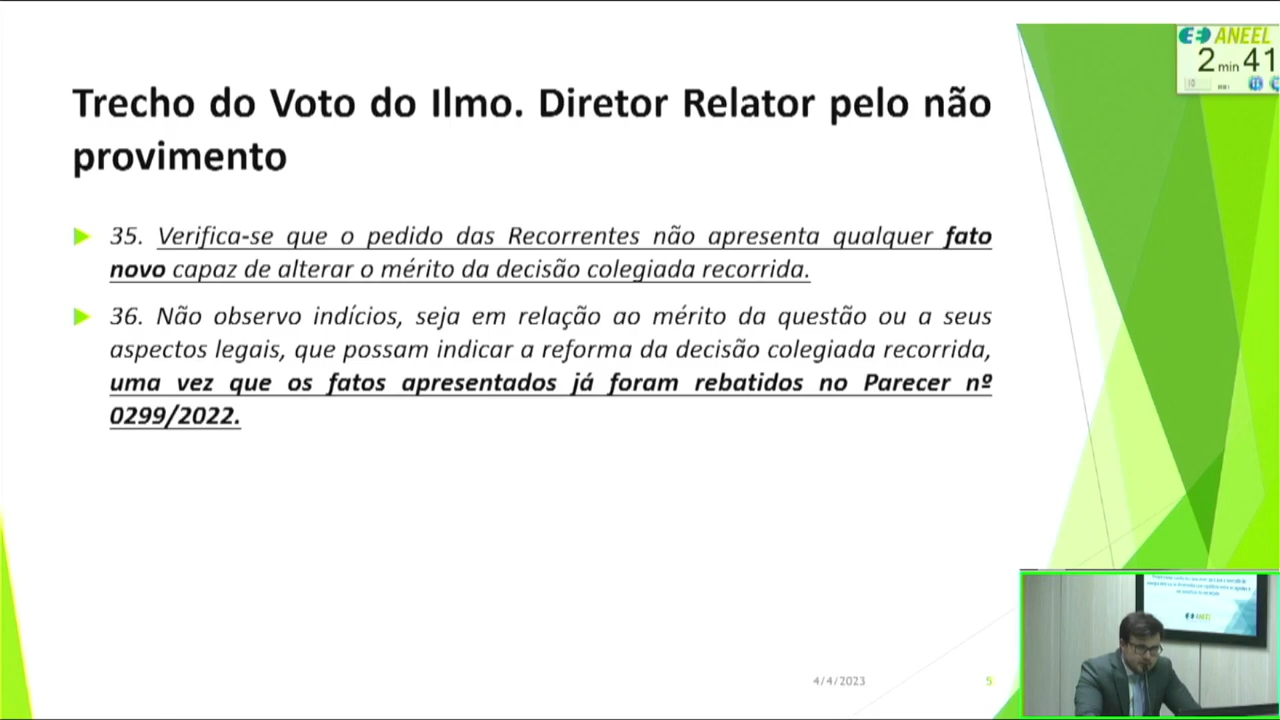 ANEEL
2 min 41
Trecho do Voto do Ilmo. Diretor Relator pelo não
provimento
35. Verifica-se que o pedido das Recorrentes não apresenta qualquer fato
novo capaz de alterar o mérito da decisão colegiada recorrida.
36. Não observo indícios, seja em relação ao mérito da questão ou a seus
aspectos legais, que possam indicar a reforma da decisão colegiada recorrida,
uma vez que os fatos apresentados já foram rebatidos no Parecer nº
0299/2022.
ANEEL
4/4/2023
5